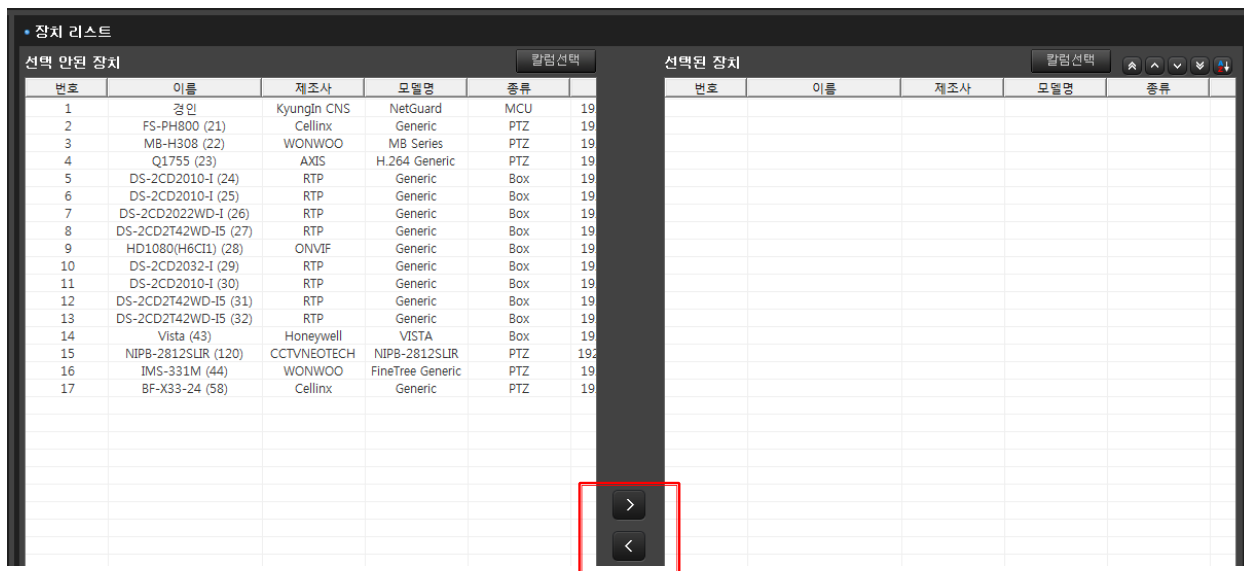 장치 리스트
선택 안된 장치 칼럼선택 선택된 장치 칼럼선택
번호 이름 제조사 모델명 종류 번호 이름 제조사 모델명 종류
1 경인 KyungIn CNS NetGuard MCU 19
2 FS-PH800 (21) Cellinx Generic PTZ 19
3 MB-H308 (22) WONWOO MB Series PTZ 19
4 Q1755 (23) AXIS H.264 Generic PTZ 19
5 DS-2CD2010-I (24) RTP Generic Box 19
6 DS-2CD2010-I (25) RTP Generic Box 19
7 DS-2CD2022WD-I (26) RTP Generic Box 19
8 DS-2CD2T42WD-I5 (27) RTP Generic Box 19
9 HD1080(H6CI1) (28) ONVIF Generic Box 19
10 DS-2CD2032-I (29) RTP Generic Box 19
11 DS-2CD2010-I (30) RTP Generic Box 19
12 DS-2CD2T42WD-I5 (31) RTP Generic Box 19
13 DS-2CD2T42WD-I5 (32) RTP Generic Box 19
14 Vista (43) Honeywell VISTA Box 19
15 NIPB-2812SLIR (120) CCTVNEOTECH NIPB-2812SLIR PTZ 192
16 IMS-331M (44) WONWOO FineTree Generic PTZ 19
17 BF-X33-24 (58) Cellinx Generic PTZ 19